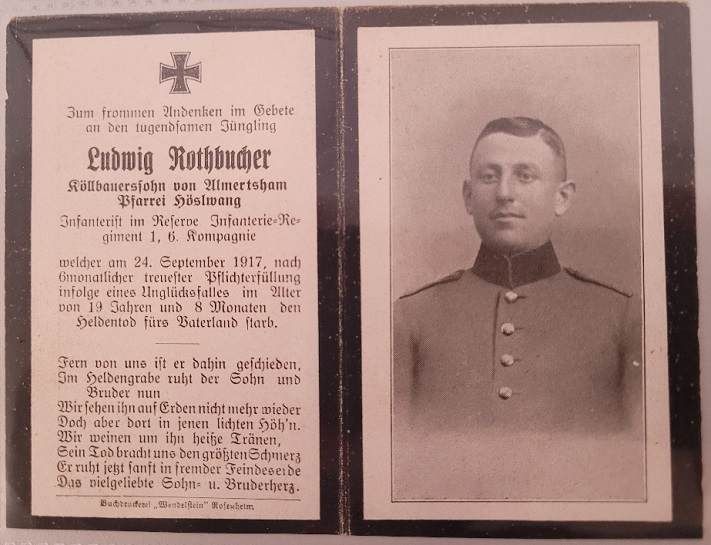 Zum frommen Andenken im Gebete
an den tugendsamen Jüngling
Ludwig Rothbucher
Köllbauerssohn von Almertsham
Pfarrei Höslwang
Infanterist im Reserve Infanterie-Re-
giment 1, 6. Kompagnie
welcher am 24. September 1917, nach
6monatlicher treuester Pflichterfüllung
infolge eines Unglücksfalles im Alter
von 19 Jahren und 8 Monaten den
Heldentod fürs Vaterland starb.
Fern von uns ist er dahin geschieden,
Im Heldengrabe ruht der Sohn und
Bruder nun
Wir sehen ihn auf Erden nicht mehr wieder
Doch aber dort in jenen lichten Höh'n.
Wir weinen um ihn heiße Tränen,
Sein Tod bracht uns den größten Schmerz
Er ruht jetzt sanft in fremder Feindeserde
Das vielgeliebte Sohn- u. Bruderherz.
Buchdruckerei „Wendelstein" Rosenheim